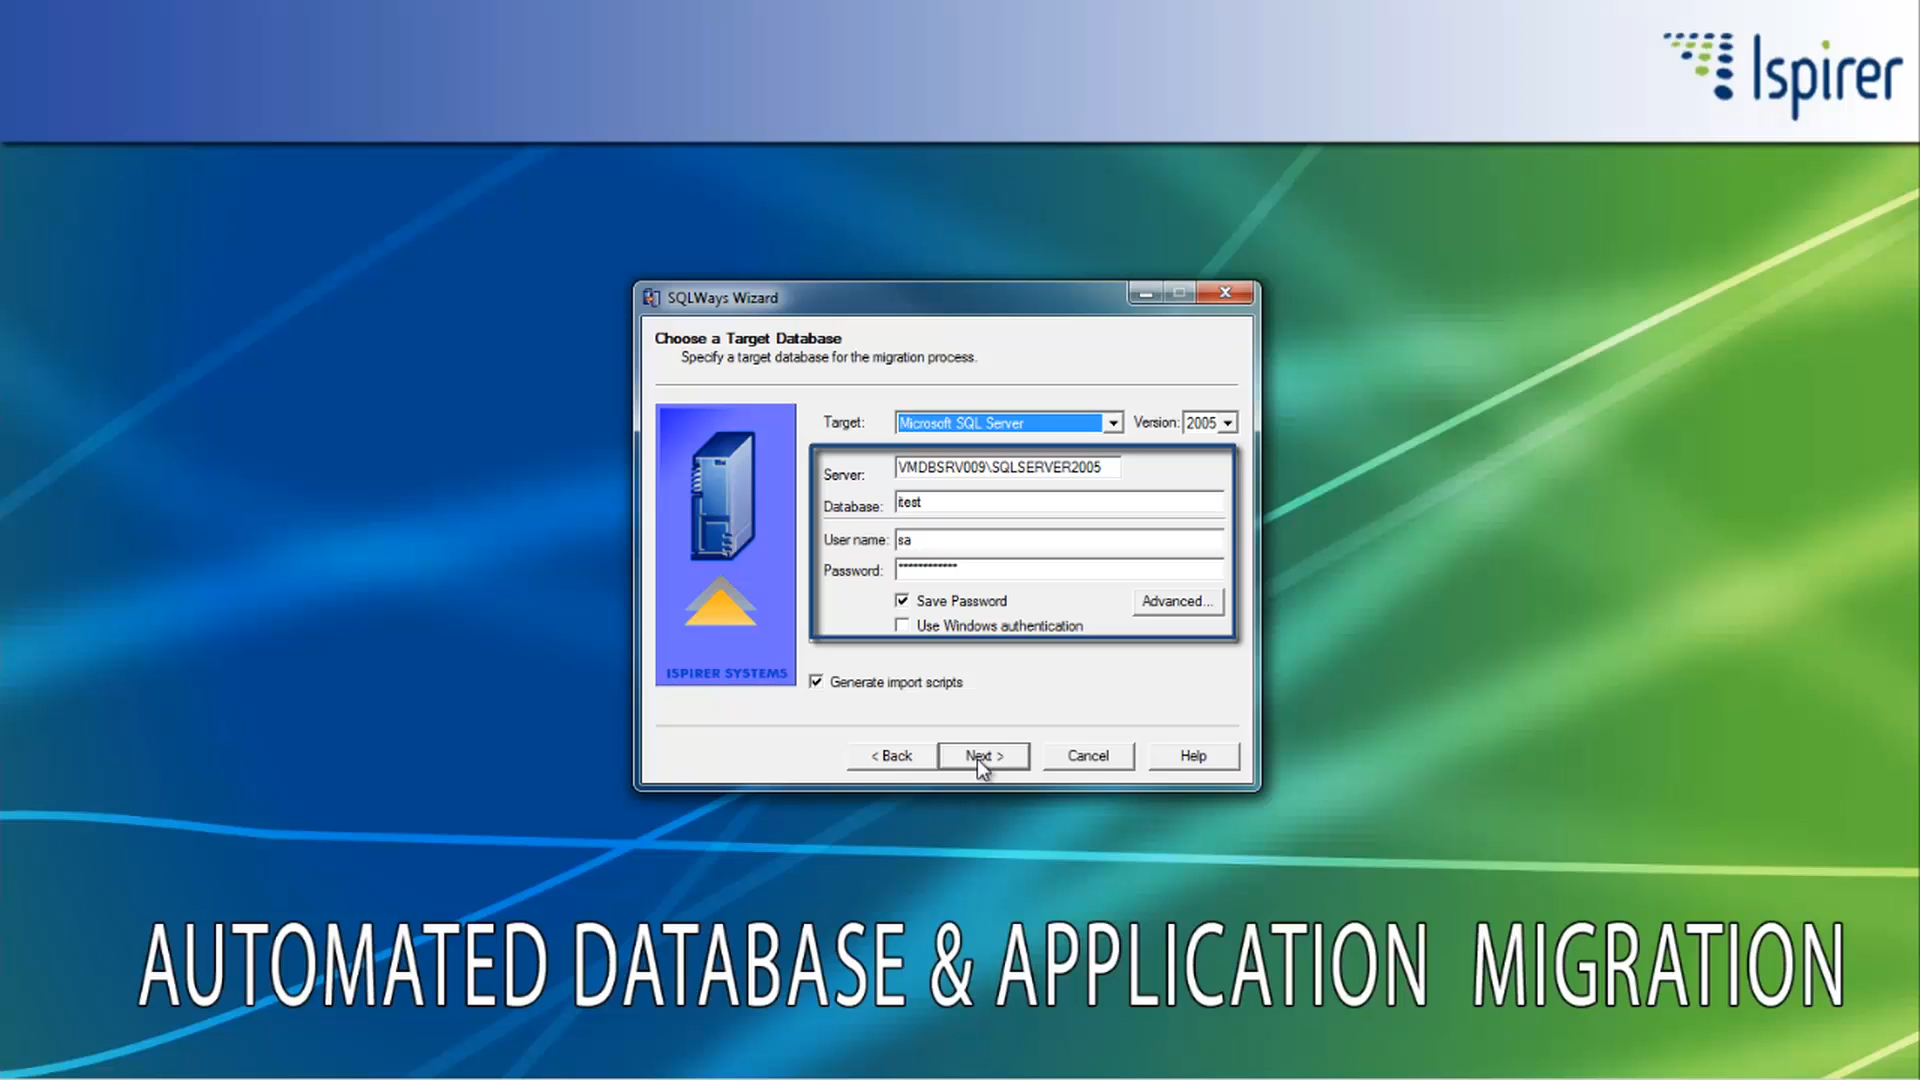 Ispirer
SQLWays Wizard
Choose a Target Database
Specify a target database for the migration process.
Target: Microsoft SQL Server Version: 2005
Server: VMDBSRV009\SQLSERVER2005
Database: itest
User name: sa
Password: ************
Save Password Advanced...
Use Windows authentication
ISPIRER SYSTEMS
Generate import scripts
< Back Next > Cancel Help
AUTOMATED DATABASE & APPLICATION MIGRATION